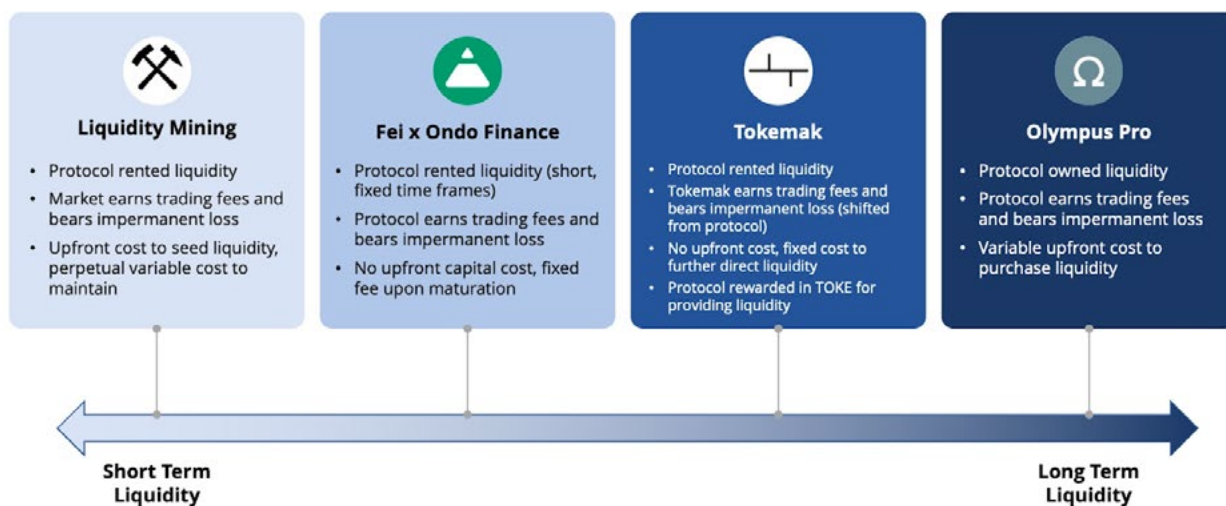 Liquidity Mining
• Protocol rented liquidity
• Market earns trading fees and
bears impermanent loss
• Upfront cost to seed liquidity,
perpetual variable cost to
maintain
Fei x Ondo Finance
• Protocol rented liquidity (short,
fixed time frames)
• Protocol earns trading fees and
bears impermanent loss
• No upfront capital cost, fixed
fee upon maturation
Tokemak
• Protocol rented liquidity
• Tokemak earns trading fees and
bears impermanent loss (shifted
from protocol)
• No upfront cost, fixed cost to
further direct liquidity
• Protocol rewarded in TOKE for
providing liquidity
Ω
Olympus Pro
• Protocol owned liquidity
• Protocol earns trading fees
and bears impermanent loss
• Variable upfront cost to
purchase liquidity
Short Term
Liquidity
Long Term
Liquidity